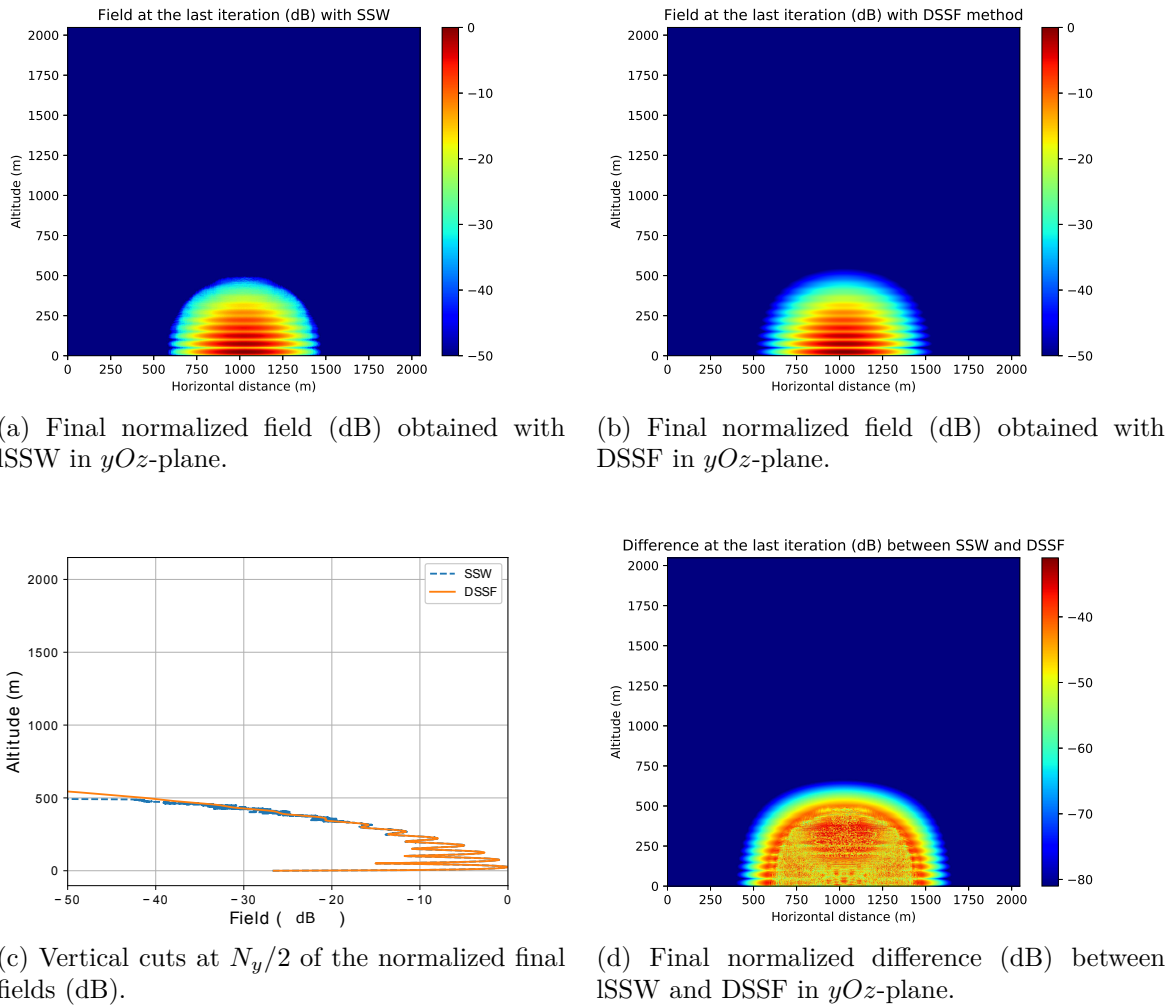 Field at the last iteration (dB) with SSW
2000
1750
1500
1250
1000
750
500
250
0
Altitude (m)
0 250 500 750 1000 1250 1500 1750 2000
Horizontal distance (m)
0
−10
−20
−30
−40
−50
Field at the last iteration (dB) with DSSF method
2000
1750
1500
1250
1000
750
500
250
0
Altitude (m)
0 250 500 750 1000 1250 1500 1750 2000
Horizontal distance (m)
0
−10
−20
−30
−40
−50
(a) Final normalized field (dB) obtained with
lSSW in yOz-plane.
(b) Final normalized field (dB) obtained with
DSSF in yOz-plane.
2000
1500
1000
500
0
Altitude (m)
−50 −40 −30 −20 −10 0
Field ( dB )
SSW
DSSF
Difference at the last iteration (dB) between SSW and DSSF
2000
1750
1500
1250
1000
750
500
250
0
Altitude (m)
0 250 500 750 1000 1250 1500 1750 2000
Horizontal distance (m)
−40
−50
−60
−70
−80
(c) Vertical cuts at N_y/2 of the normalized final
fields (dB).
(d) Final normalized difference (dB) between
lSSW and DSSF in yOz-plane.